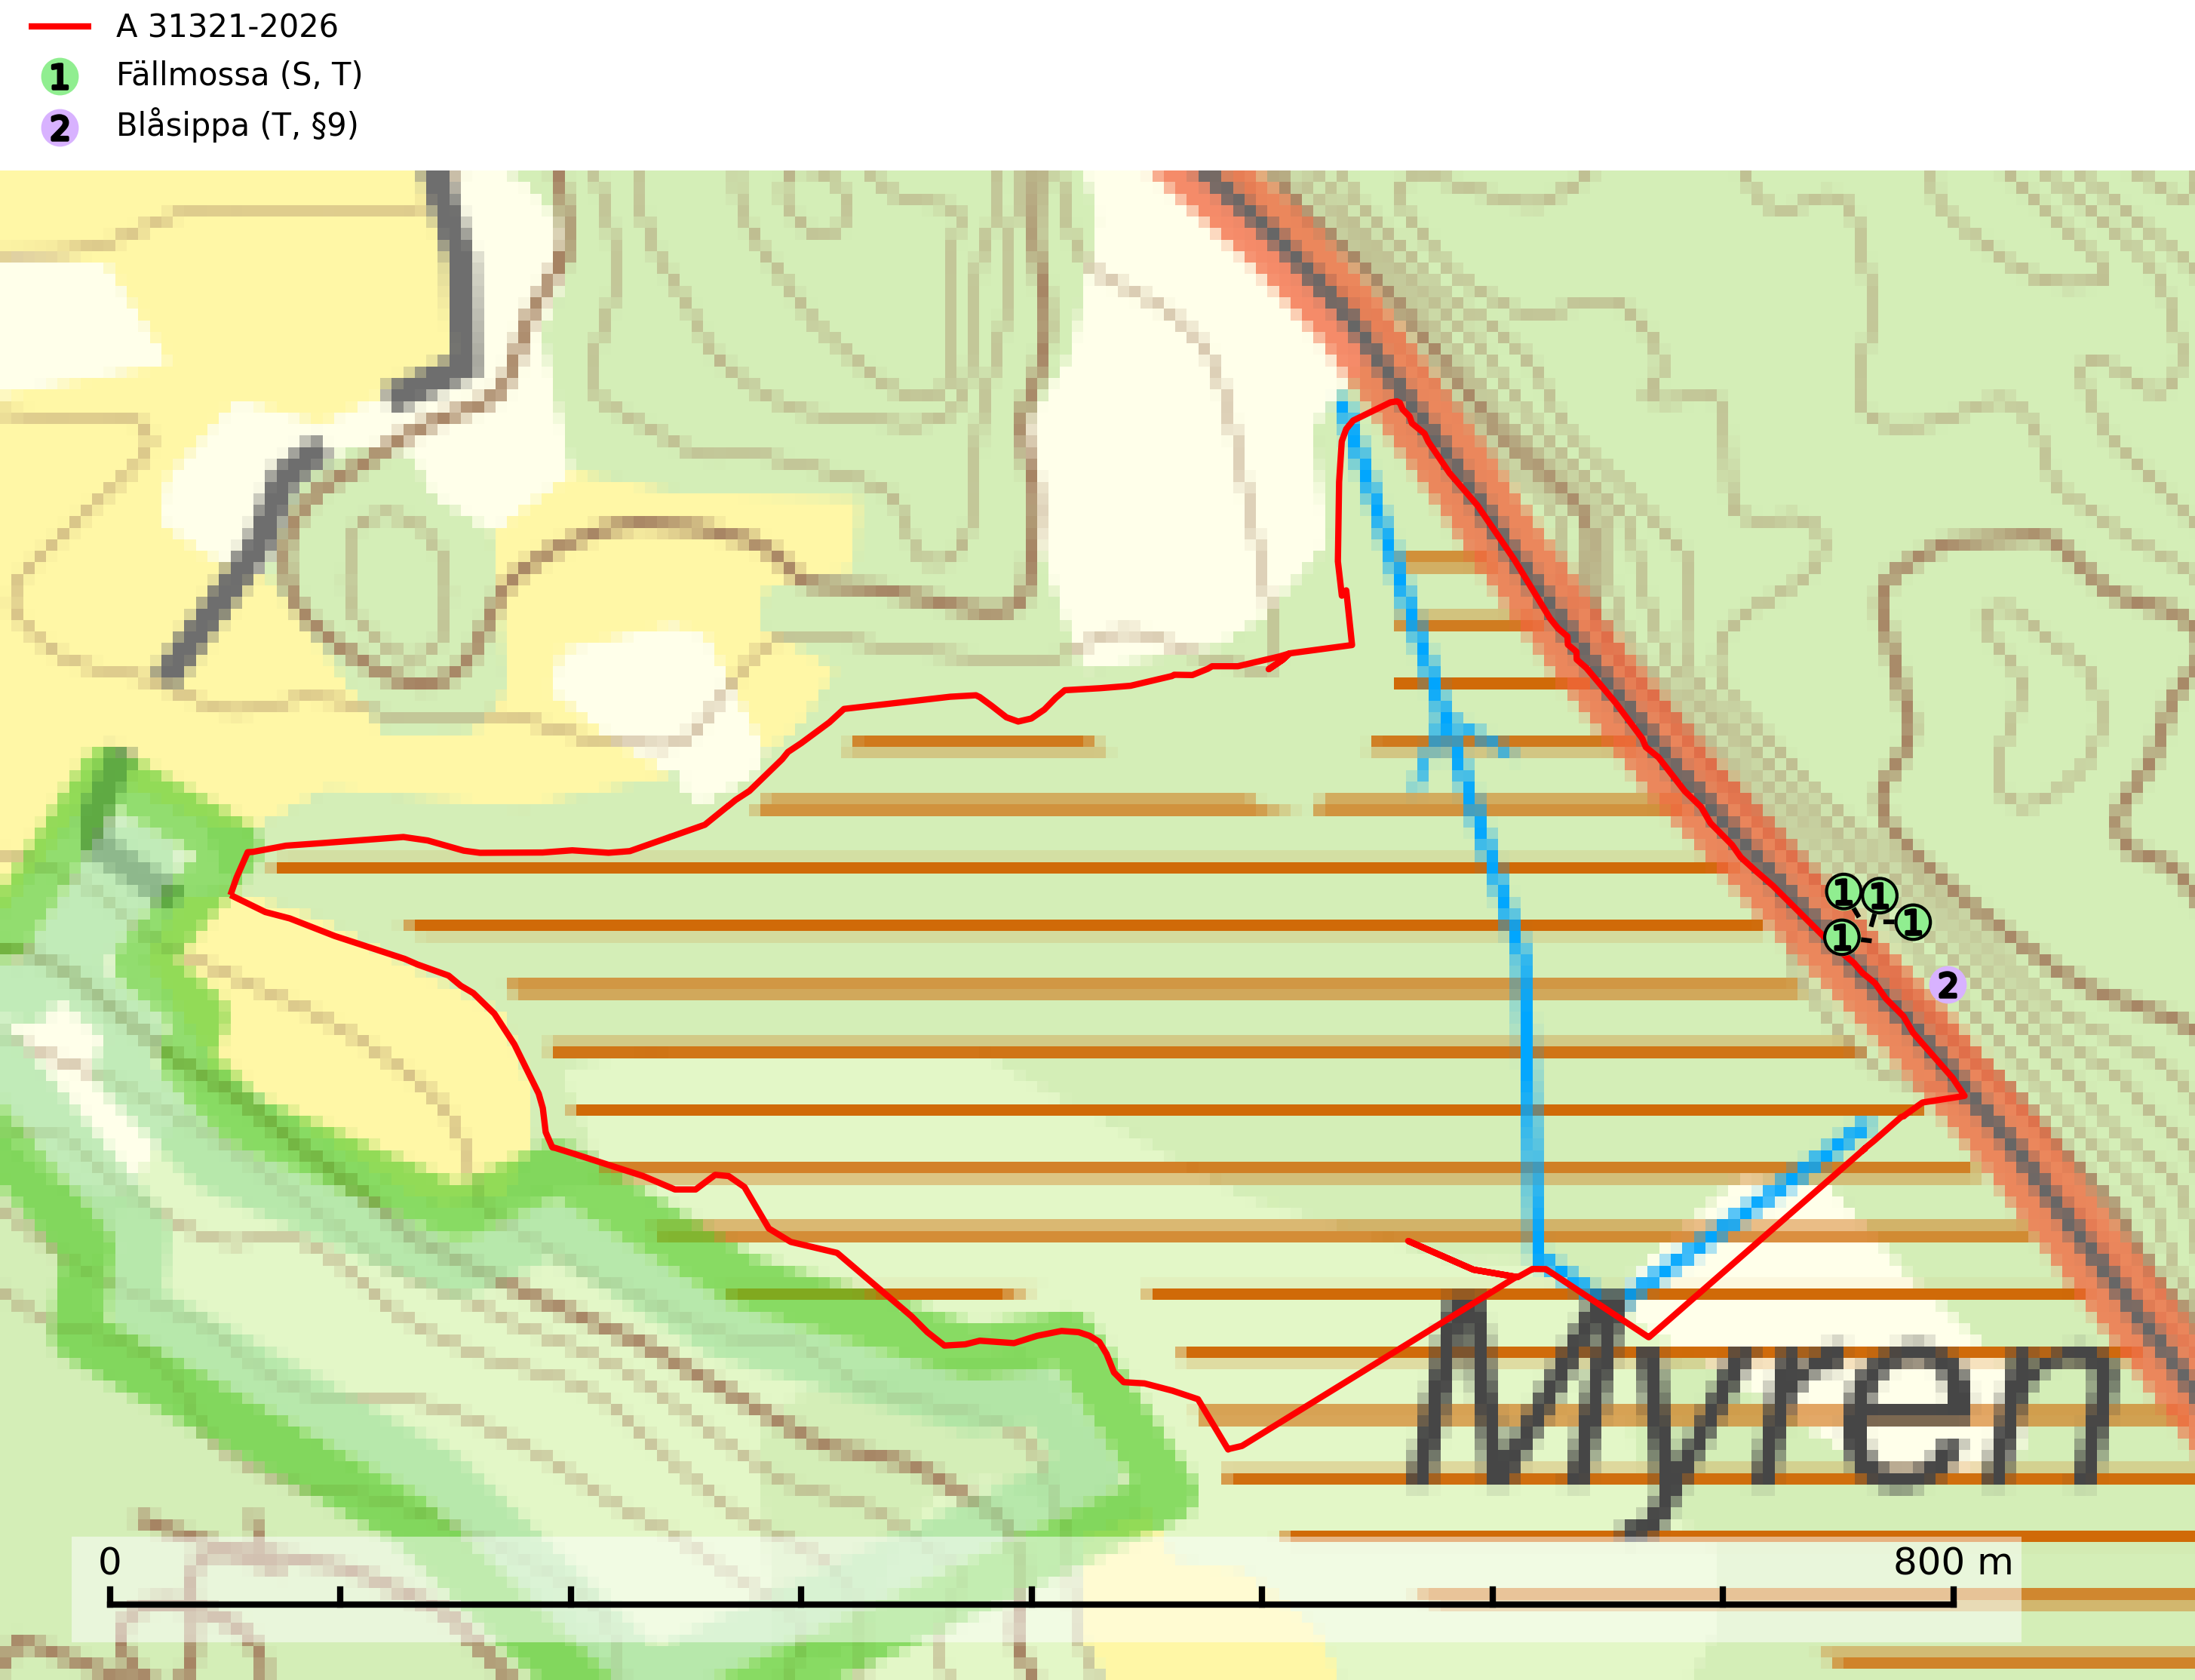 A 31321-2026
1 Fällmossa (S, T)
2 Blåsippa (T, §9)
1 1
1 1
2
Myren
0 800 m